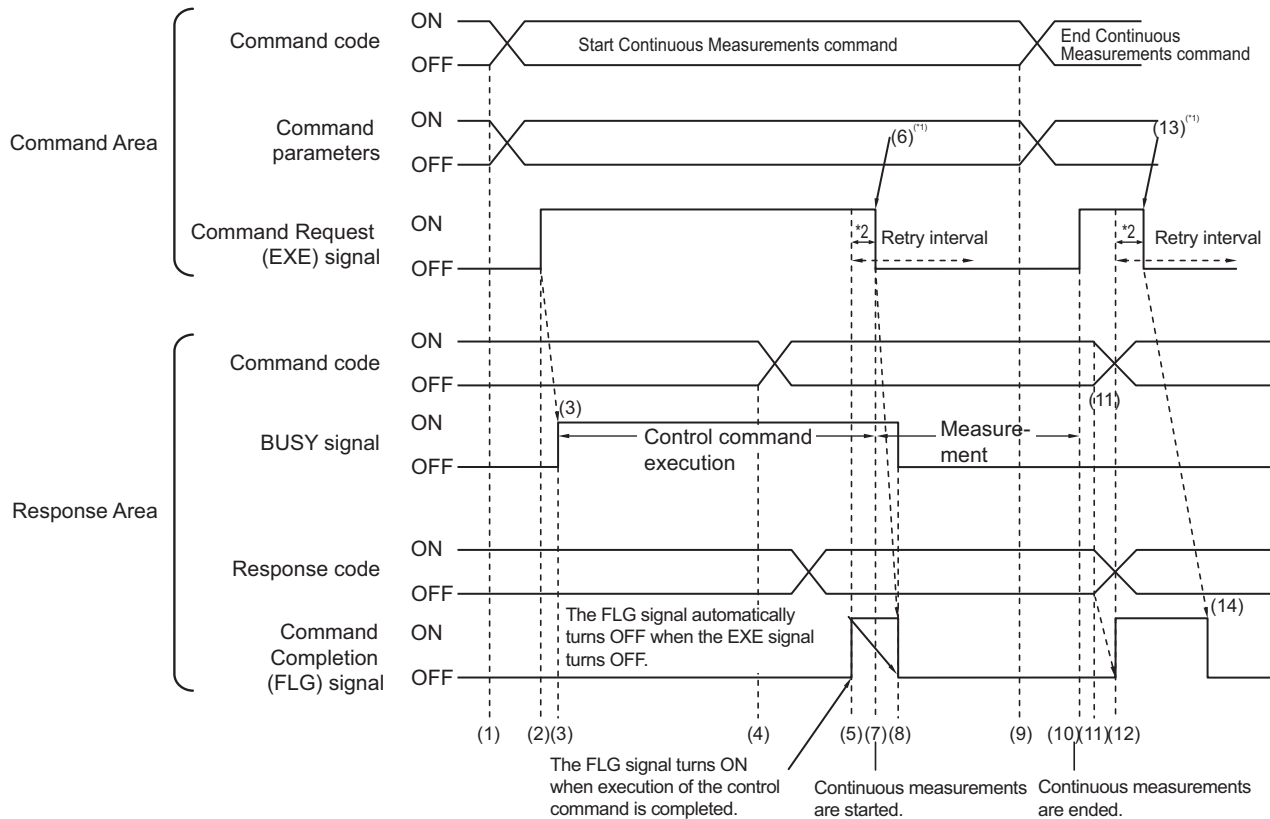 Command Area
Command code
ON
OFF
Start Continuous Measurements command
End Continuous
Measurements command
Command
parameters
ON
OFF
(6)(*1)
(13)(*1)
Command Request
(EXE) signal
ON
OFF
*2
Retry interval
*2
Retry interval
Response Area
Command code
ON
OFF
(11)
BUSY signal
ON
OFF
(3)
Control command
execution
Measure-
ment
Response code
ON
OFF
Command
Completion
(FLG) signal
ON
OFF
The FLG signal automatically
turns OFF when the EXE signal
turns OFF.
(14)
(1)
(2)
(3)
(4)
(5)
(7)
(8)
(9)
(10)
(11)
(12)
The FLG signal turns ON
when execution of the control
command is completed.
Continuous measurements
are started.
Continuous measurements
are ended.